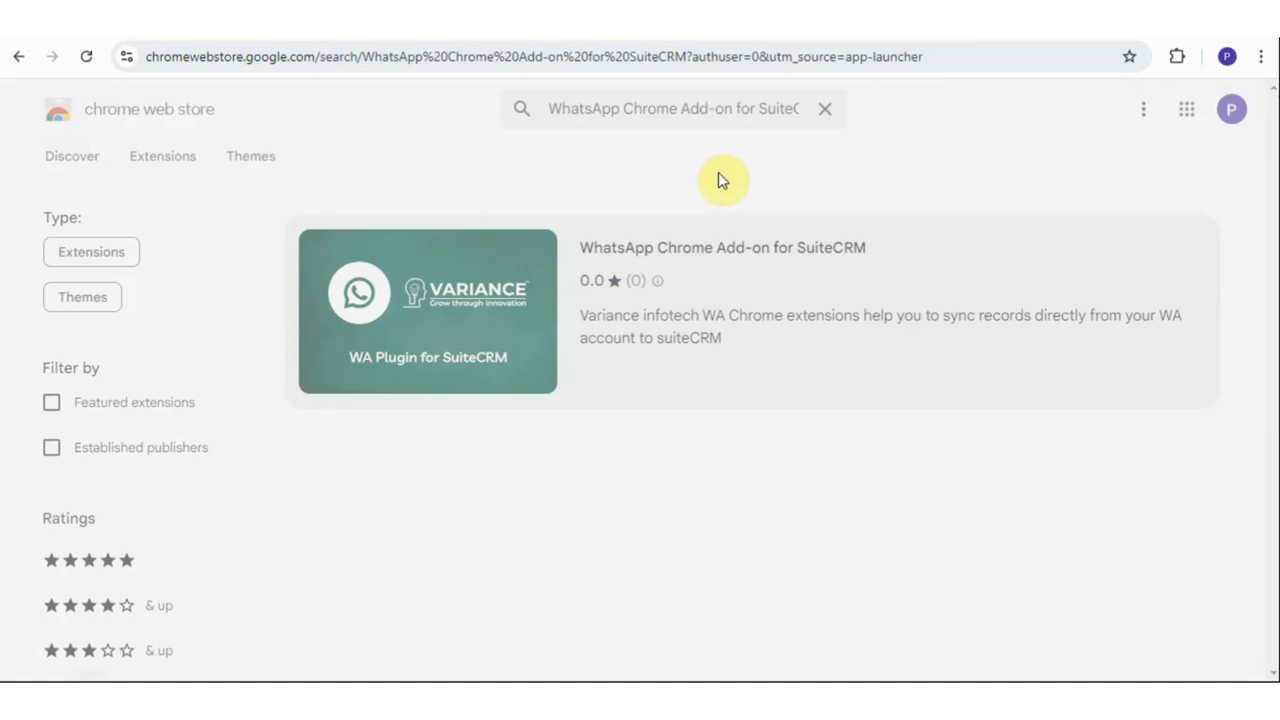 chromewebstore.google.com/search/WhatsApp%20Chrome%20Add-on%20for%20SuiteCRM?authuser=0&utm_source=app-launcher
P
chrome web store
WhatsApp Chrome Add-on for SuiteC
P
Discover
Extensions
Themes
Type:
Extensions
Themes
Filter by
Featured extensions
Established publishers
Ratings
& up
& up
VARIANCE
Grow through Innovation
WA Plugin for SuiteCRM
WhatsApp Chrome Add-on for SuiteCRM
0.0 ★ (0)
Variance infotech WA Chrome extensions help you to sync records directly from your WA
account to suiteCRM